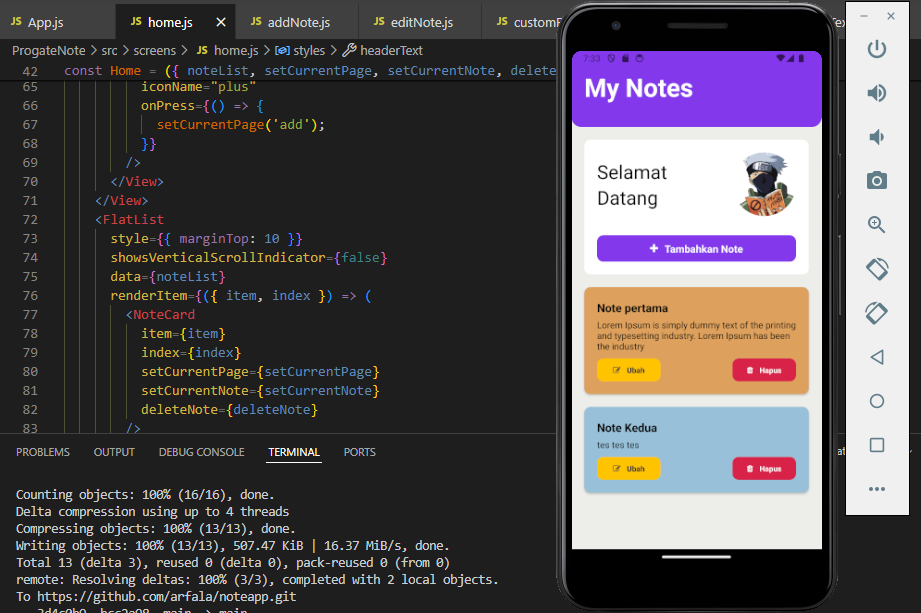 JS App.js
JS home.js ×
JS addNote.js
JS editNote.js
JS
ProgateNote > src > screens > JS home.js > styles > headerText
42 const Home = ({ noteList, setCurrentPage, setCurrentNote, delete
65 iconName="plus"
66 onPress={() => {
67 setCurrentPage('add');
68 }}
69 />
70 </View>
71 </View>
72 <FlatList
73 style={{ marginTop: 10 }}
74 showsVerticalScrollIndicator={false}
75 data={noteList}
76 renderItem={({ item, index }) => (
77 <NoteCard
78 item={item}
79 index={index}
80 setCurrentPage={setCurrentPage}
81 setCurrentNote={setCurrentNote}
82 deleteNote={deleteNote}
83 />
PROBLEMS OUTPUT DEBUG CONSOLE TERMINAL PORTS
Counting objects: 100% (16/16), done.
Delta compression using up to 4 threads
Compressing objects: 100% (13/13), done.
Writing objects: 100% (13/13), 507.47 KiB | 16.37 MiB/s, done.
Total 13 (delta 3), reused 0 (delta 0), pack-reused 0 (from 0)
remote: Resolving deltas: 100% (3/3), completed with 2 local objects.
To https://github.com/arfala/noteapp.git
7:33
My Notes
Selamat
Datang
+ Tambahkan Note
Note pertama
Lorem Ipsum is simply dummy text of the printing
and typesetting industry. Lorem Ipsum has been
the industry
Ubah
Hapus
Note Kedua
tes tes tes
Ubah
Hapus